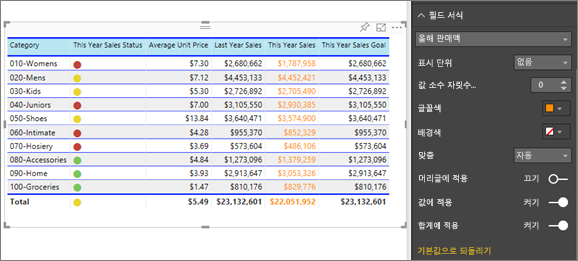 Category This Year Sales Status Average Unit Price Last Year Sales This Year Sales This Year Sales Goal
010-Womens $7.30 $2,680,662 $1,787,958 $2,680,662
020-Mens $7.12 $4,453,133 $4,452,421 $4,453,133
030-Kids $5.30 $2,726,892 $2,705,490 $2,726,892
040-Juniors $7.00 $3,105,550 $2,930,385 $3,105,550
050-Shoes $13.84 $3,640,471 $3,574,900 $3,640,471
060-Intimate $4.28 $955,370 $852,329 $955,370
070-Hosiery $3.69 $573,604 $486,106 $573,604
080-Accessories $4.84 $1,273,096 $1,379,259 $1,273,096
090-Home $3.93 $2,913,647 $3,053,326 $2,913,647
100-Groceries $1.47 $810,176 $829,776 $810,176
Total $5.49 $23,132,601 $22,051,952 $23,132,601
필드 서식
올해 판매액
표시 단위 없음
값 소수 자릿수... 0
글꼴색
배경색
맞춤 자동
머리글에 적용 끄기
값에 적용 켜기
합계에 적용 켜기
기본값으로 되돌리기